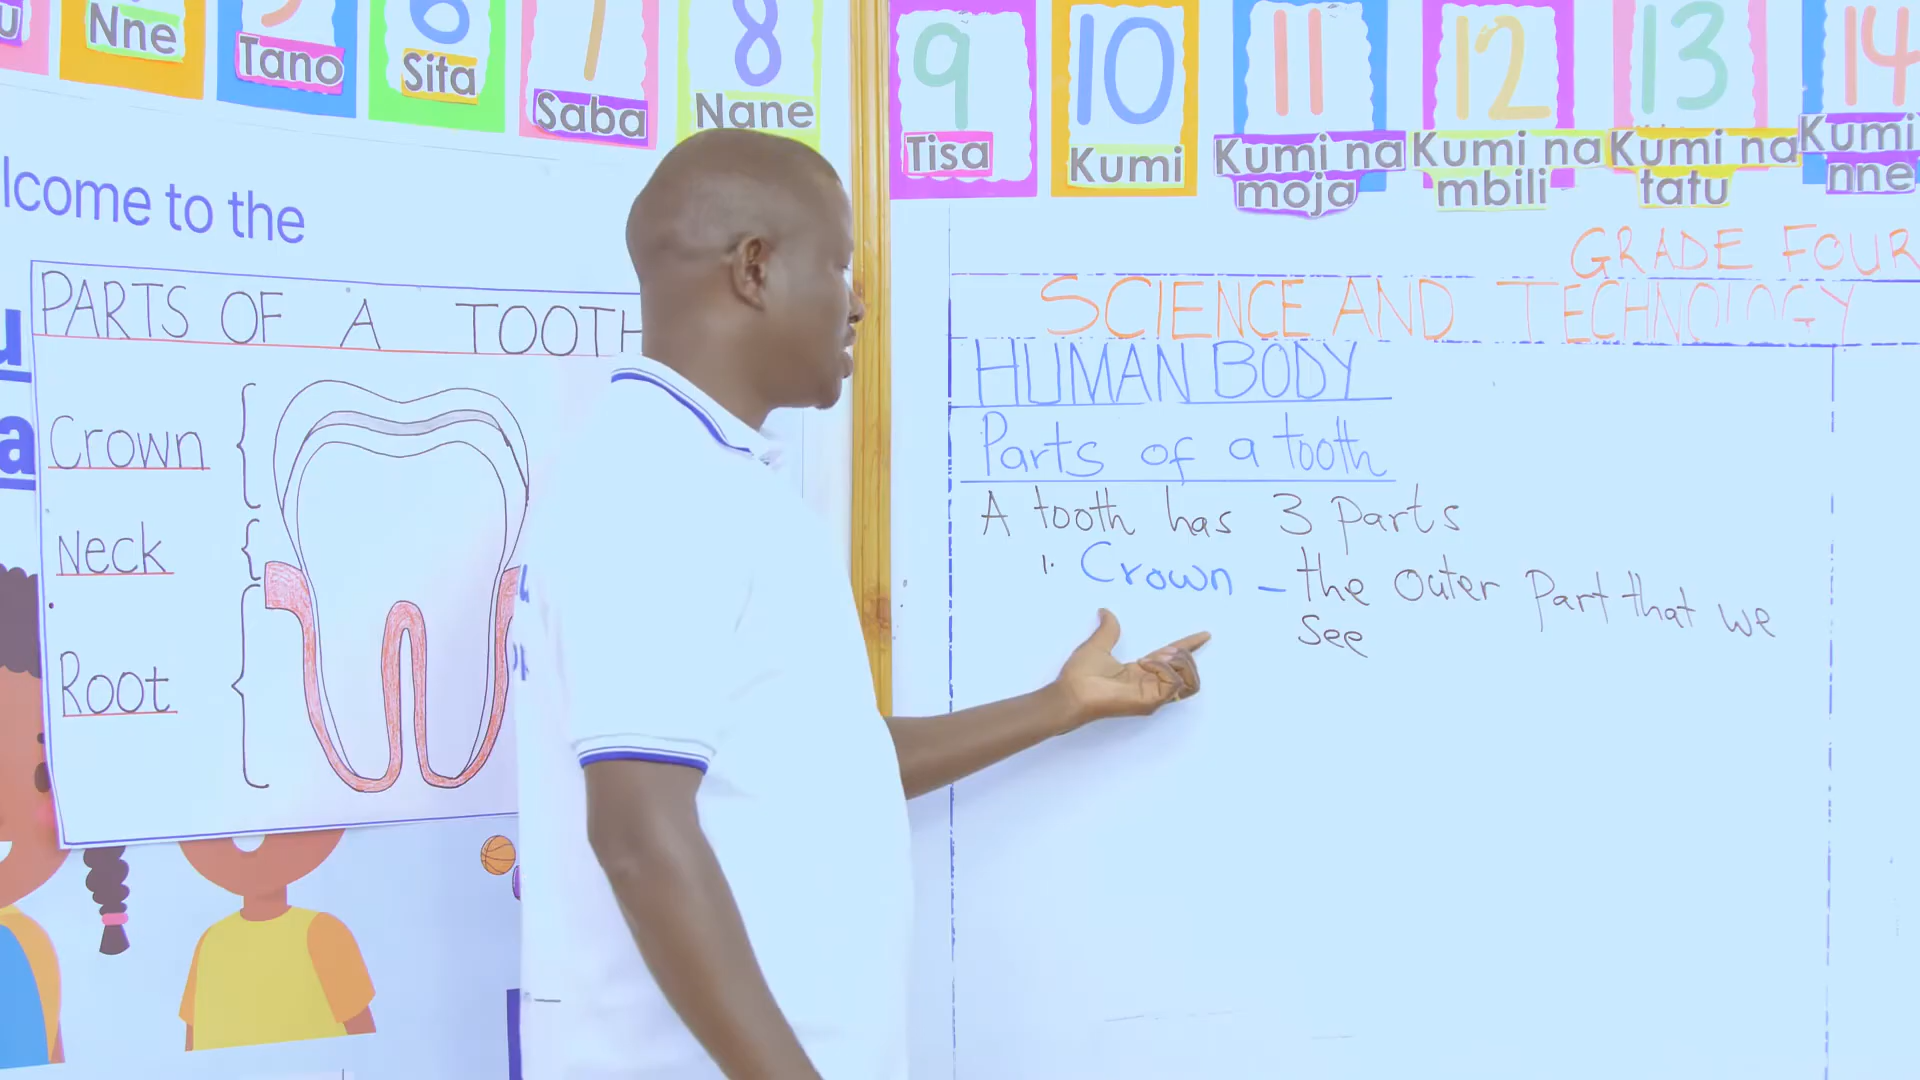 Nne
Tano
6
Sita
7
Saba
8
Nane
9
Tisa
10
Kumi
11
Kumi na
moja
12
Kumi na
mbili
13
Kumi na
tatu
14
Kumi
nne
lcome to the
PARTS OF A TOOTH
Crown
Neck
Root
GRADE FOUR
SCIENCE AND TECHNOLOGY
HUMAN BODY
Parts of a tooth
A tooth has 3 parts
1. Crown – the outer part that we
see